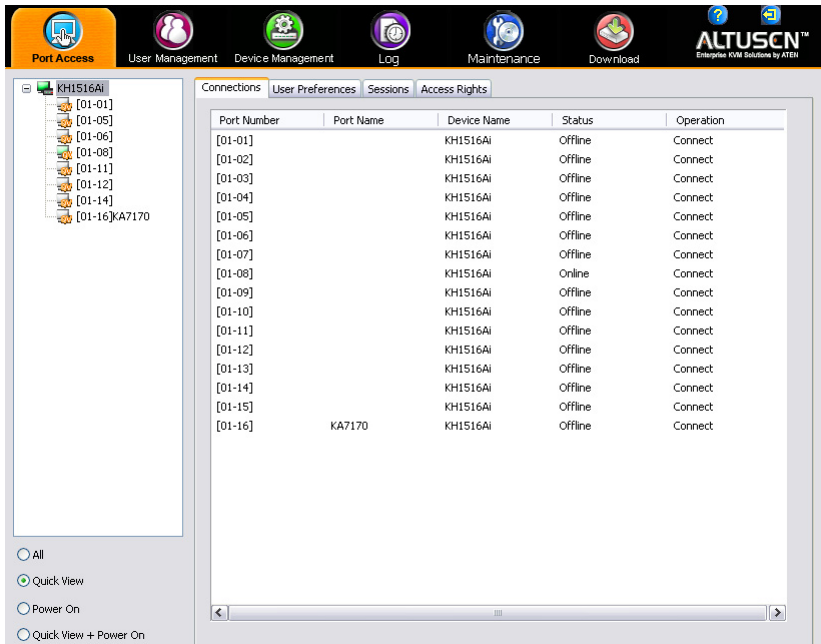 Port Access User Management Device Management Log Maintenance Download
ALTUSCN™
Enterprise KVM Solutions by ATEN
KH1516Ai
[01-01]
[01-05]
[01-06]
[01-08]
[01-11]
[01-12]
[01-14]
[01-16]KA7170
All
Quick View
Power On
Quick View + Power On
Connections User Preferences Sessions Access Rights
Port Number Port Name Device Name Status Operation
[01-01] KH1516Ai Offline Connect
[01-02] KH1516Ai Offline Connect
[01-03] KH1516Ai Offline Connect
[01-04] KH1516Ai Offline Connect
[01-05] KH1516Ai Offline Connect
[01-06] KH1516Ai Offline Connect
[01-07] KH1516Ai Offline Connect
[01-08] KH1516Ai Online Connect
[01-09] KH1516Ai Offline Connect
[01-10] KH1516Ai Offline Connect
[01-11] KH1516Ai Offline Connect
[01-12] KH1516Ai Offline Connect
[01-13] KH1516Ai Offline Connect
[01-14] KH1516Ai Offline Connect
[01-15] KH1516Ai Offline Connect
[01-16] KA7170 KH1516Ai Offline Connect